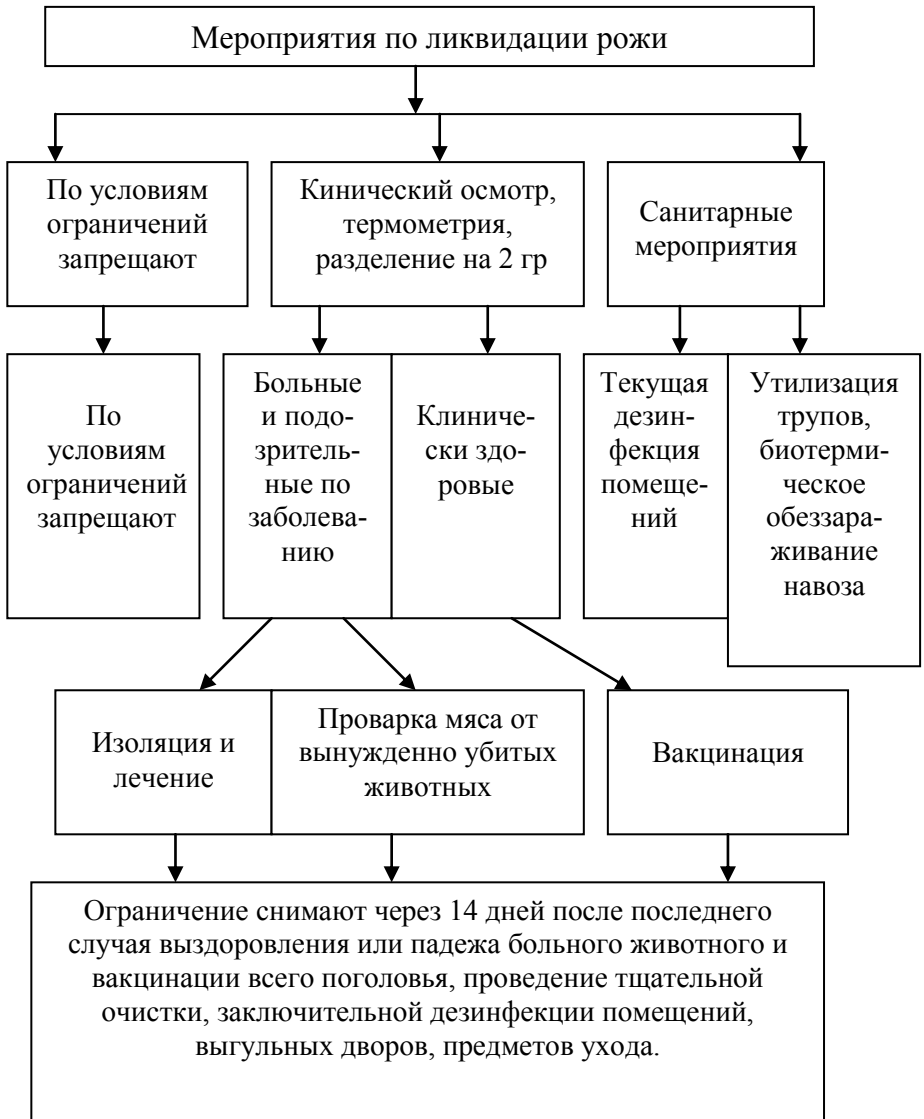 Мероприятия по ликвидации рожи
По условиям
ограничений
запрещают
Кинический осмотр,
термометрия,
разделение на 2 гр
Санитарные
мероприятия
По
условиям
ограничений
запрещают
Больные
и подо-
зритель-
ные по
заболева-
нию
Клиниче-
ски здо-
ровые
Текущая
дезин-
фекция
помеще-
ний
Утилизация
трупов,
биотерми-
ческое
обеззара-
живание
навоза
Изоляция и
лечение
Проварка мяса от
вынужденно убитых
животных
Вакцинация
Ограничение снимают через 14 дней после последнего
случая выздоровления или падежа больного животного и
вакцинации всего поголовья, проведение тщательной
очистки, заключительной дезинфекции помещений,
выгульных дворов, предметов ухода.